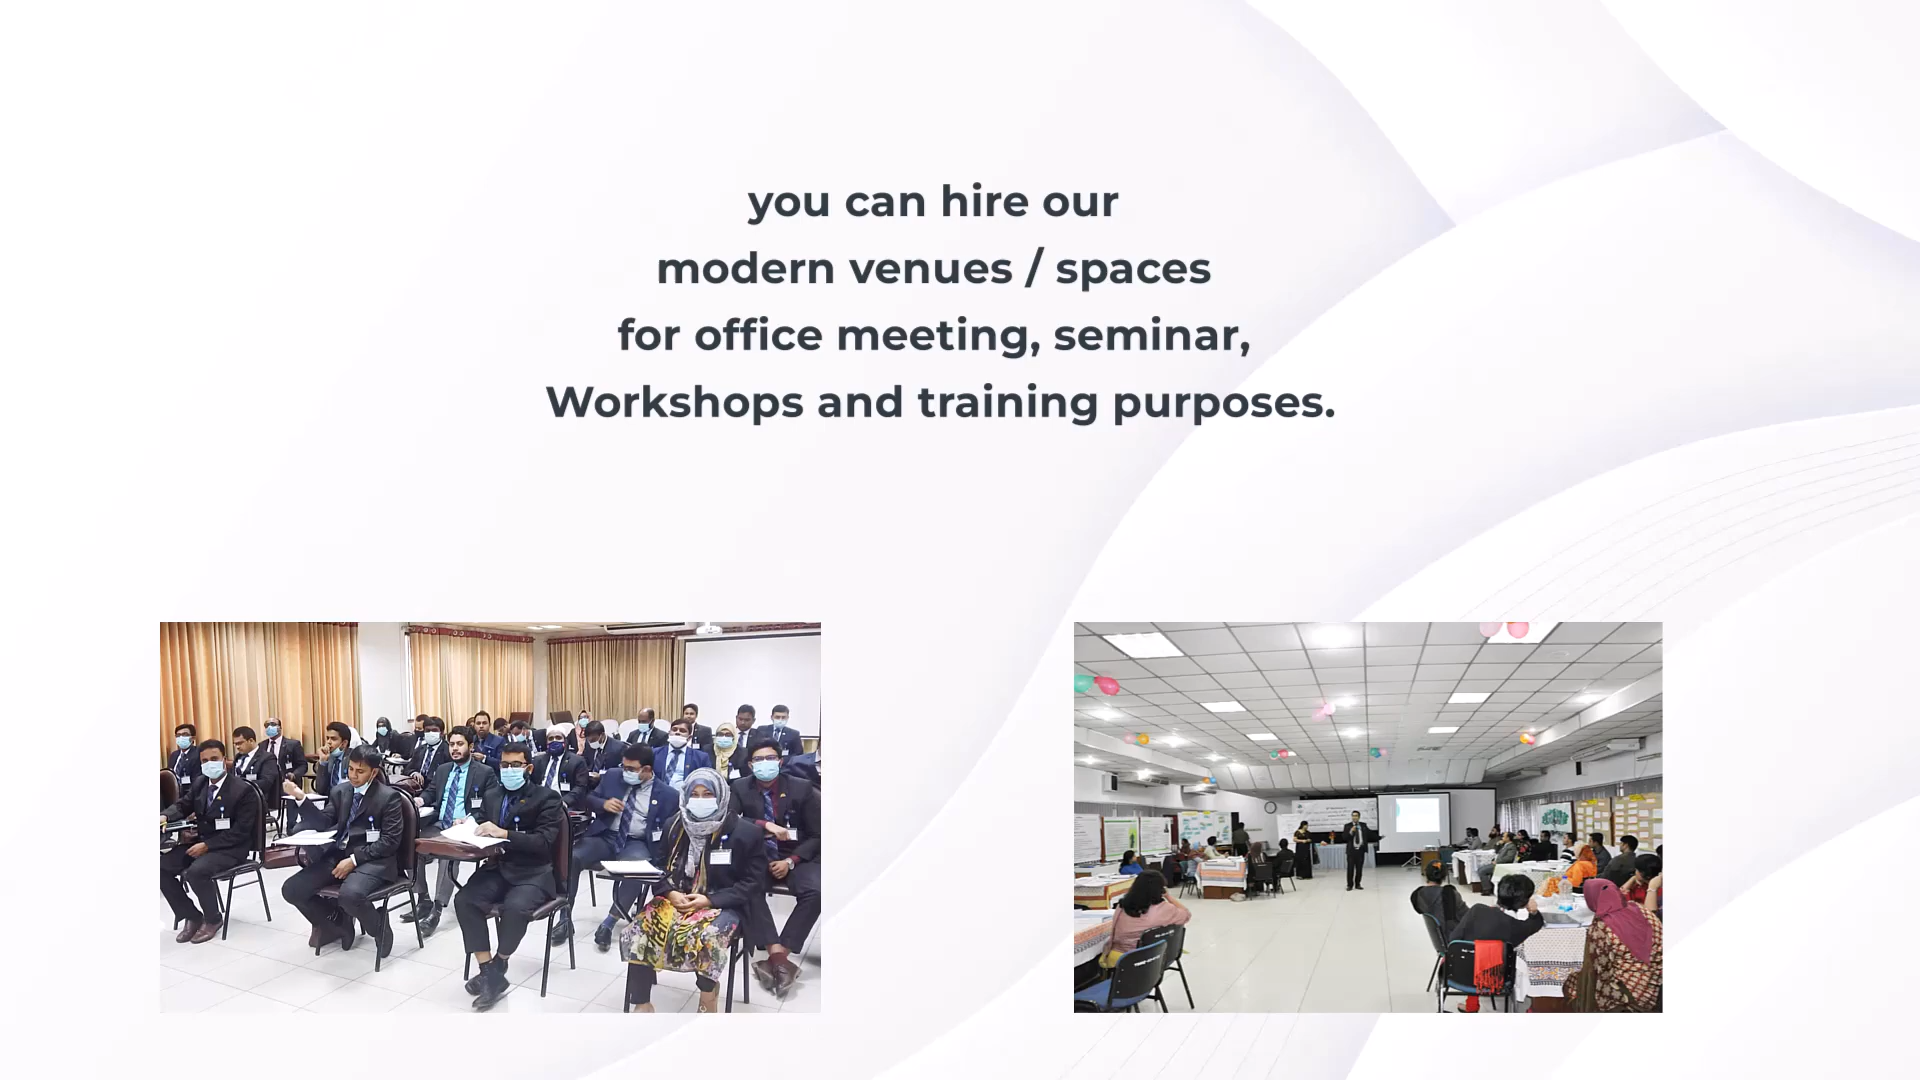 you can hire our
modern venues / spaces
for office meeting, seminar,
Workshops and training purposes.